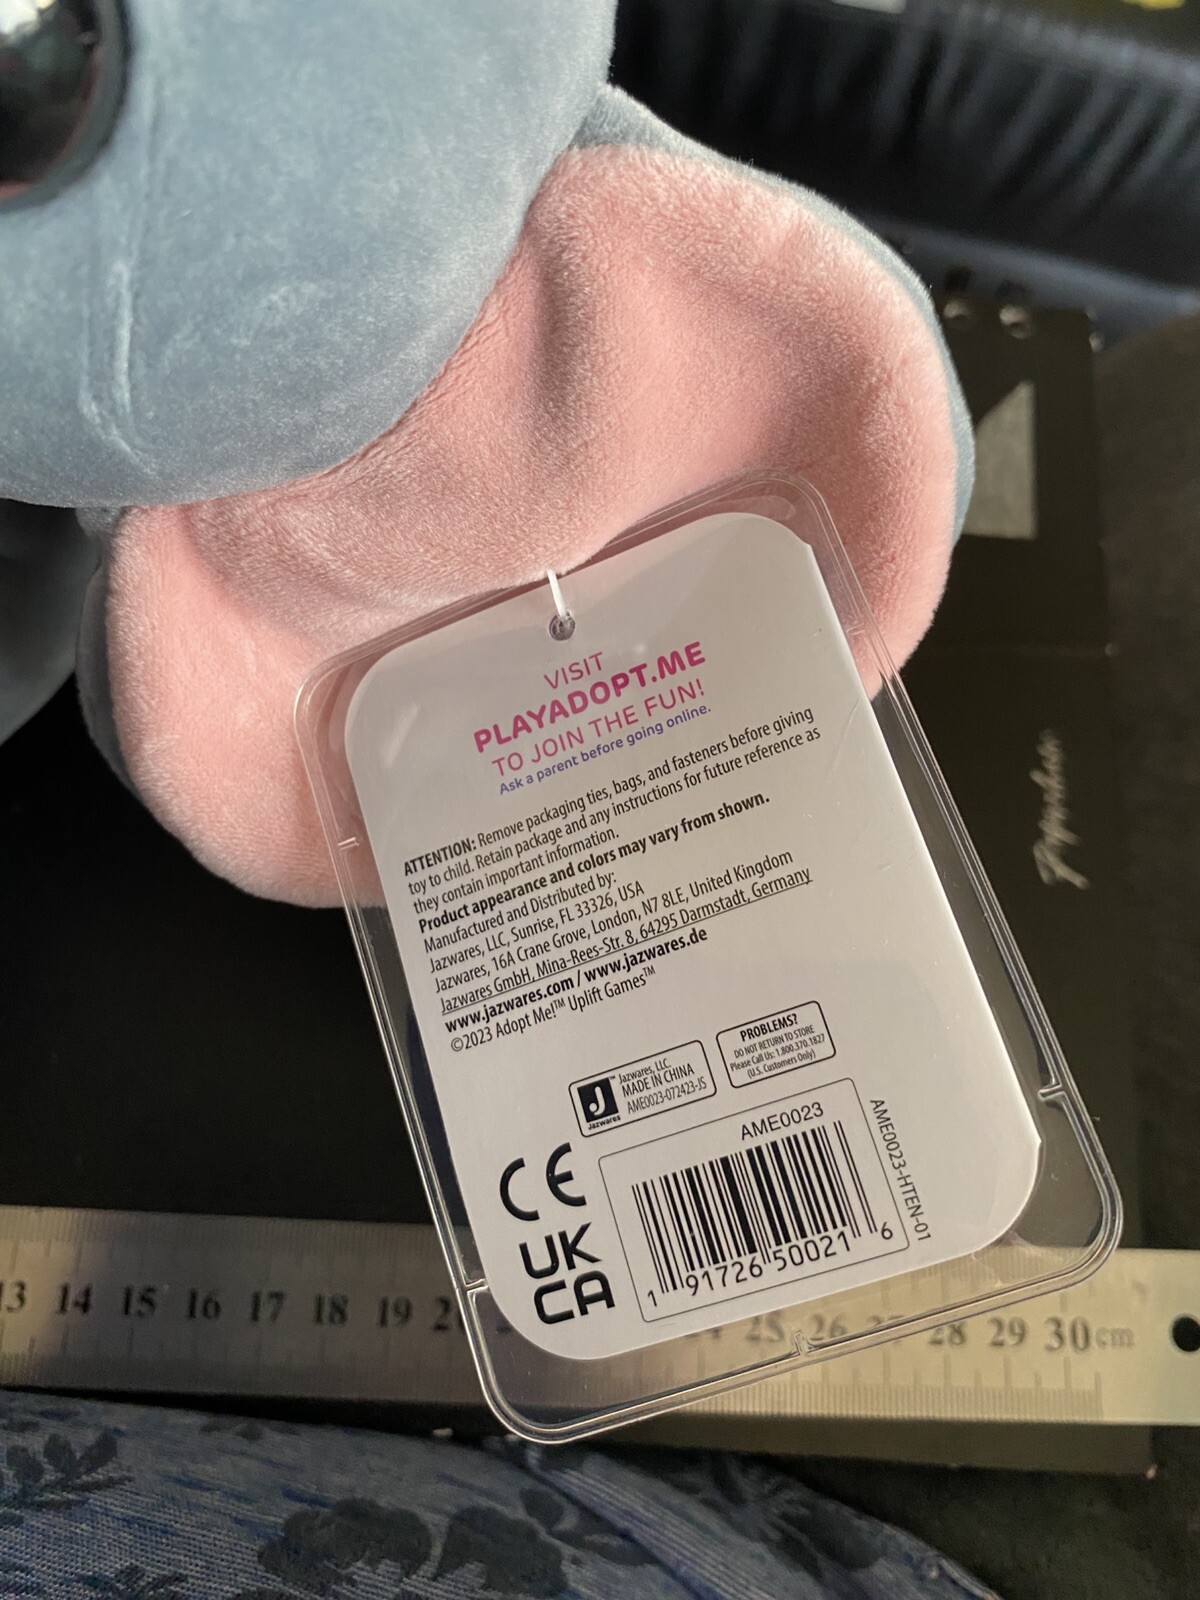 VISIT
PLAYADOPT.ME
TO JOIN THE FUN!
Ask a parent before going online.
ATTENTION: Remove packaging ties, bags, and fasteners before giving
toy to child. Retain package and any instructions for future reference as
they contain important information.
Product appearance and colors may vary from shown.
Manufactured and Distributed by:
Jazwares, LLC, Sunrise, FL 33326, USA
Jazwares, 16A Crane Grove, London, N7 8LE, United Kingdom
Jazwares GmbH, Mina-Rees-Str. 8, 64295 Darmstadt, Germany
www.jazwares.com / www.jazwares.de
©2023 Adopt Me!™ Uplift Games™
Jazwares
Jazwares, LLC.
MADE IN CHINA
AME0023-072423-JS
PROBLEMS?
DO NOT RETURN TO STORE
Please Call Us: 1.800.370.1827
(U.S. Customers Only)
CE
UK
CA
AME0023
1 91726 50021 6
AME0023-HTEN-01
13 14 15 16 17 18 19 25 26 27 28 29 30cm